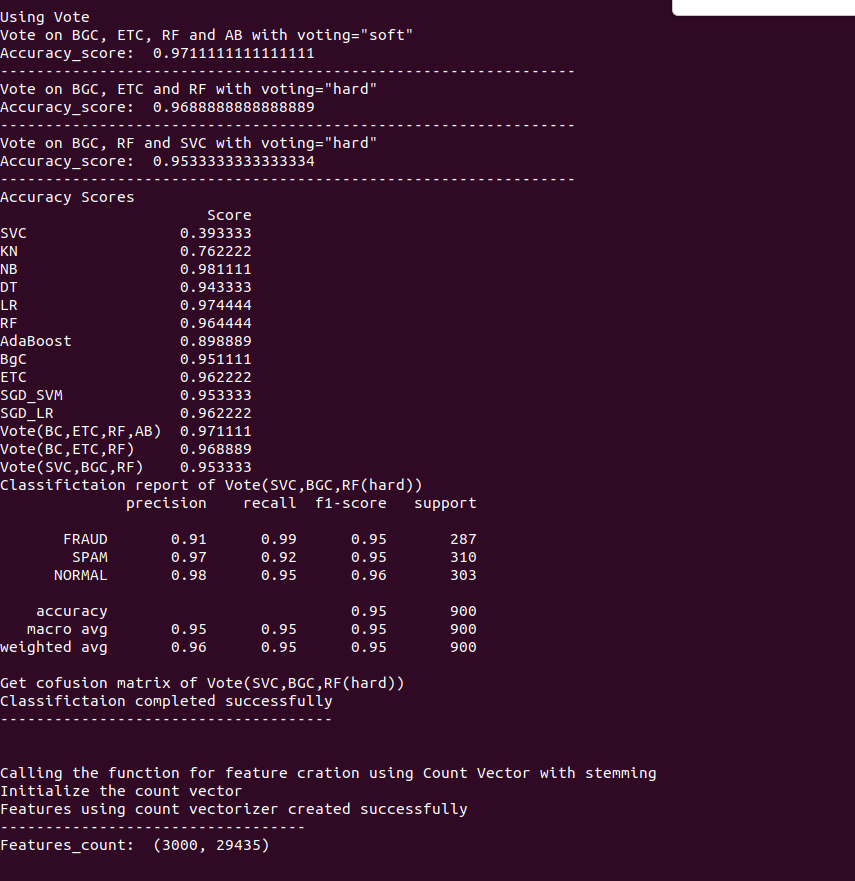 Using Vote
Vote on BGC, ETC, RF and AB with voting="soft"
Accuracy_score:  0.9711111111111111
----------------------------------------------------------------
Vote on BGC, ETC and RF with voting="hard"
Accuracy_score:  0.9688888888888889
----------------------------------------------------------------
Vote on BGC, RF and SVC with voting="hard"
Accuracy_score:  0.9533333333333334
----------------------------------------------------------------
Accuracy Scores
                       Score
SVC                 0.393333
KN                  0.762222
NB                  0.981111
DT                  0.943333
LR                  0.974444
RF                  0.964444
AdaBoost            0.898889
BgC                 0.951111
ETC                 0.962222
SGD_SVM             0.953333
SGD_LR              0.962222
Vote(BC,ETC,RF,AB)  0.971111
Vote(BC,ETC,RF)     0.968889
Vote(SVC,BGC,RF)    0.953333
Classifictaion report of Vote(SVC,BGC,RF(hard))
              precision    recall  f1-score   support
       FRAUD       0.91      0.99      0.95       287
        SPAM       0.97      0.92      0.95       310
      NORMAL       0.98      0.95      0.96       303
    accuracy                           0.95       900
   macro avg       0.95      0.95      0.95       900
weighted avg       0.96      0.95      0.95       900
Get cofusion matrix of Vote(SVC,BGC,RF(hard))
Classifictaion completed successfully
-------------------------------------
Calling the function for feature cration using Count Vector with stemming
Initialize the count vector
Features using count vectorizer created successfully
----------------------------------
Features_count:  (3000, 29435)